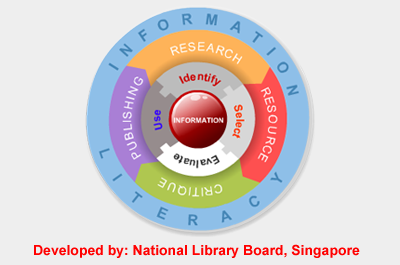 INFORMATION
LITERACY
RESEARCH
RESOURCE
CRITIQUE
PUBLISHING
Identify
Select
Evaluate
Use
INFORMATION
Developed by: National Library Board, Singapore